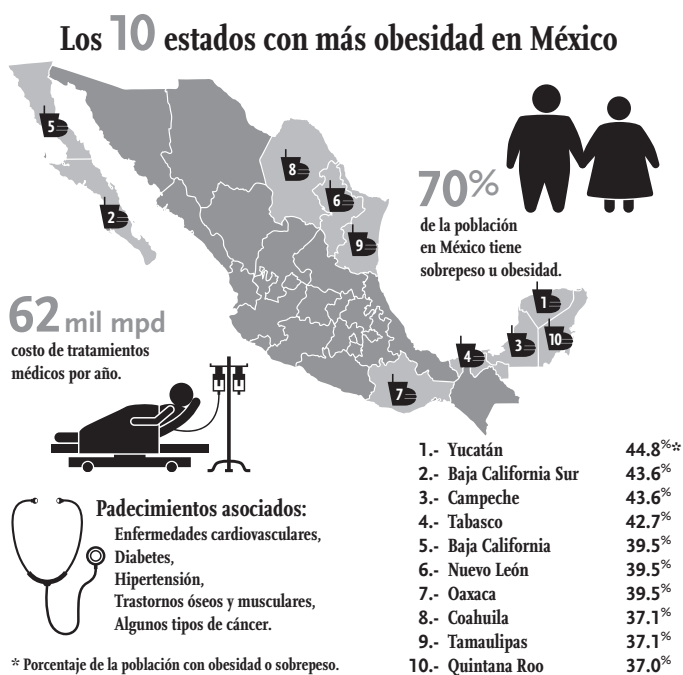 Los 10 estados con más obesidad en México
5
2
8
6
9
70%
de la población
en México tiene
sobrepeso u obesidad.
1
3
10
4
7
62 mil mpd
costo de tratamientos
médicos por año.
1.- Yucatán 44.8%*
2.- Baja California Sur 43.6%
3.- Campeche 43.6%
4.- Tabasco 42.7%
5.- Baja California 39.5%
6.- Nuevo León 39.5%
7.- Oaxaca 39.5%
8.- Coahuila 37.1%
9.- Tamaulipas 37.1%
10.- Quintana Roo 37.0%
Padecimientos asociados:
Enfermedades cardiovasculares,
Diabetes,
Hipertensión,
Trastornos óseos y musculares,
Algunos tipos de cáncer.
* Porcentaje de la población con obesidad o sobrepeso.